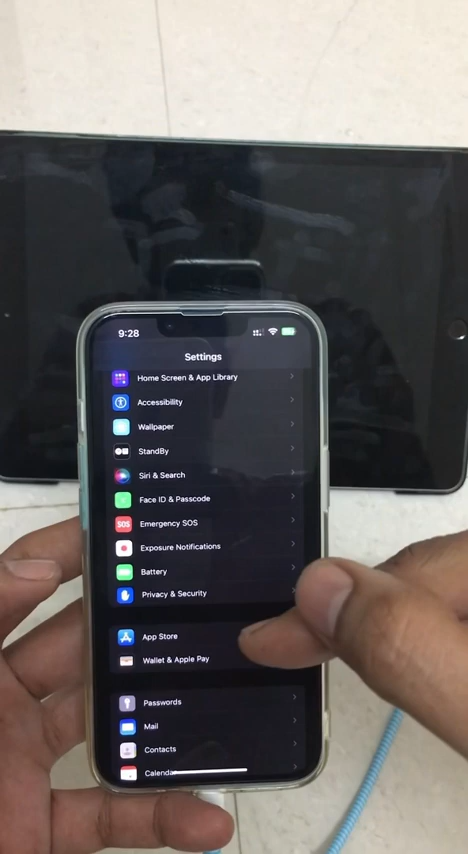 9:28
Settings
Home Screen & App Library
Accessibility
Wallpaper
StandBy
Siri & Search
Face ID & Passcode
SOS Emergency SOS
Exposure Notifications
Battery
Privacy & Security
App Store
Wallet & Apple Pay
Passwords
Mail
Contacts
Calendar